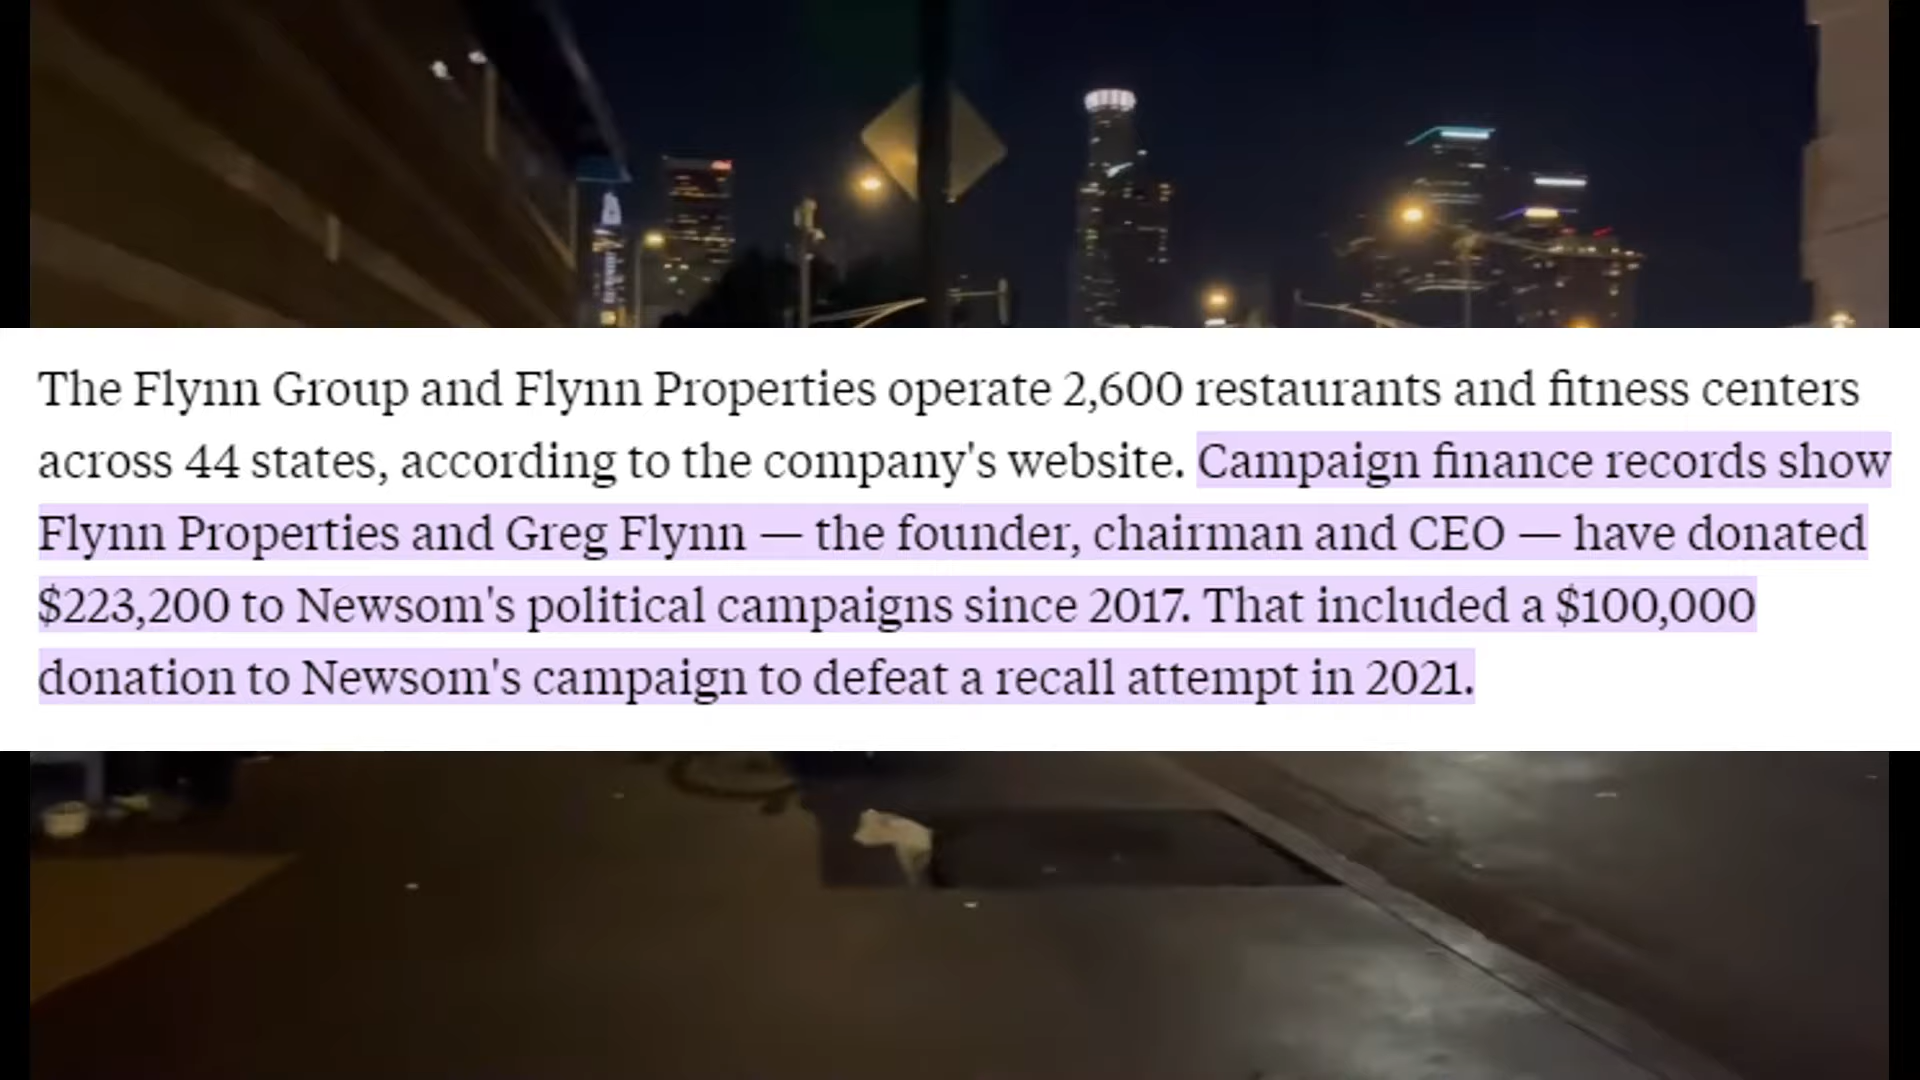 The Flynn Group and Flynn Properties operate 2,600 restaurants and fitness centers
across 44 states, according to the company's website. Campaign finance records show
Flynn Properties and Greg Flynn — the founder, chairman and CEO — have donated
$223,200 to Newsom's political campaigns since 2017. That included a $100,000
donation to Newsom's campaign to defeat a recall attempt in 2021.